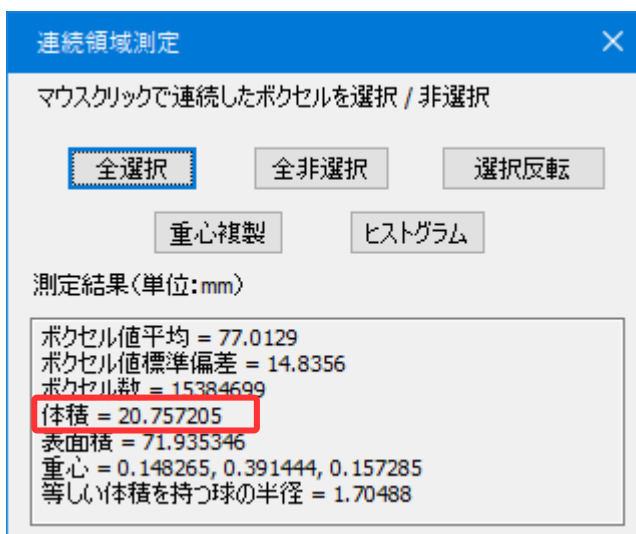 連続領域測定
マウスクリックで連続したボクセルを選択 / 非選択
全選択 全非選択 選択反転
重心複製 ヒストグラム
測定結果(単位:mm)
ボクセル値平均 = 77.0129
ボクセル値標準偏差 = 14.8356
ボクセル数 = 15384699
体積 = 20.757205
表面積 = 71.935346
重心 = 0.148265, 0.391444, 0.157285
等しい体積を持つ球の半径 = 1.70488